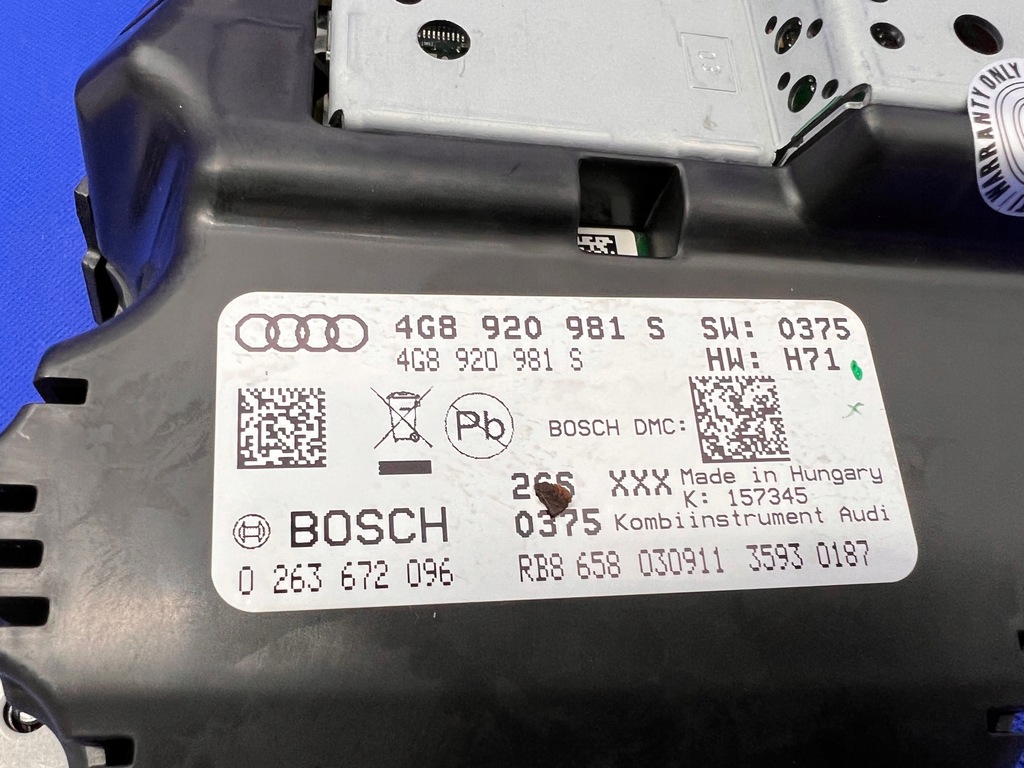 60
WARRANTY ONLY
4G8 920 981 S SW: 0375
4G8 920 981 S HW: H71
Pb BOSCH DMC:
XXX Made in Hungary
K: 157345
0375 Kombiinstrument Audi
BOSCH
0 263 672 096 RB8 658 030911 3593 0187